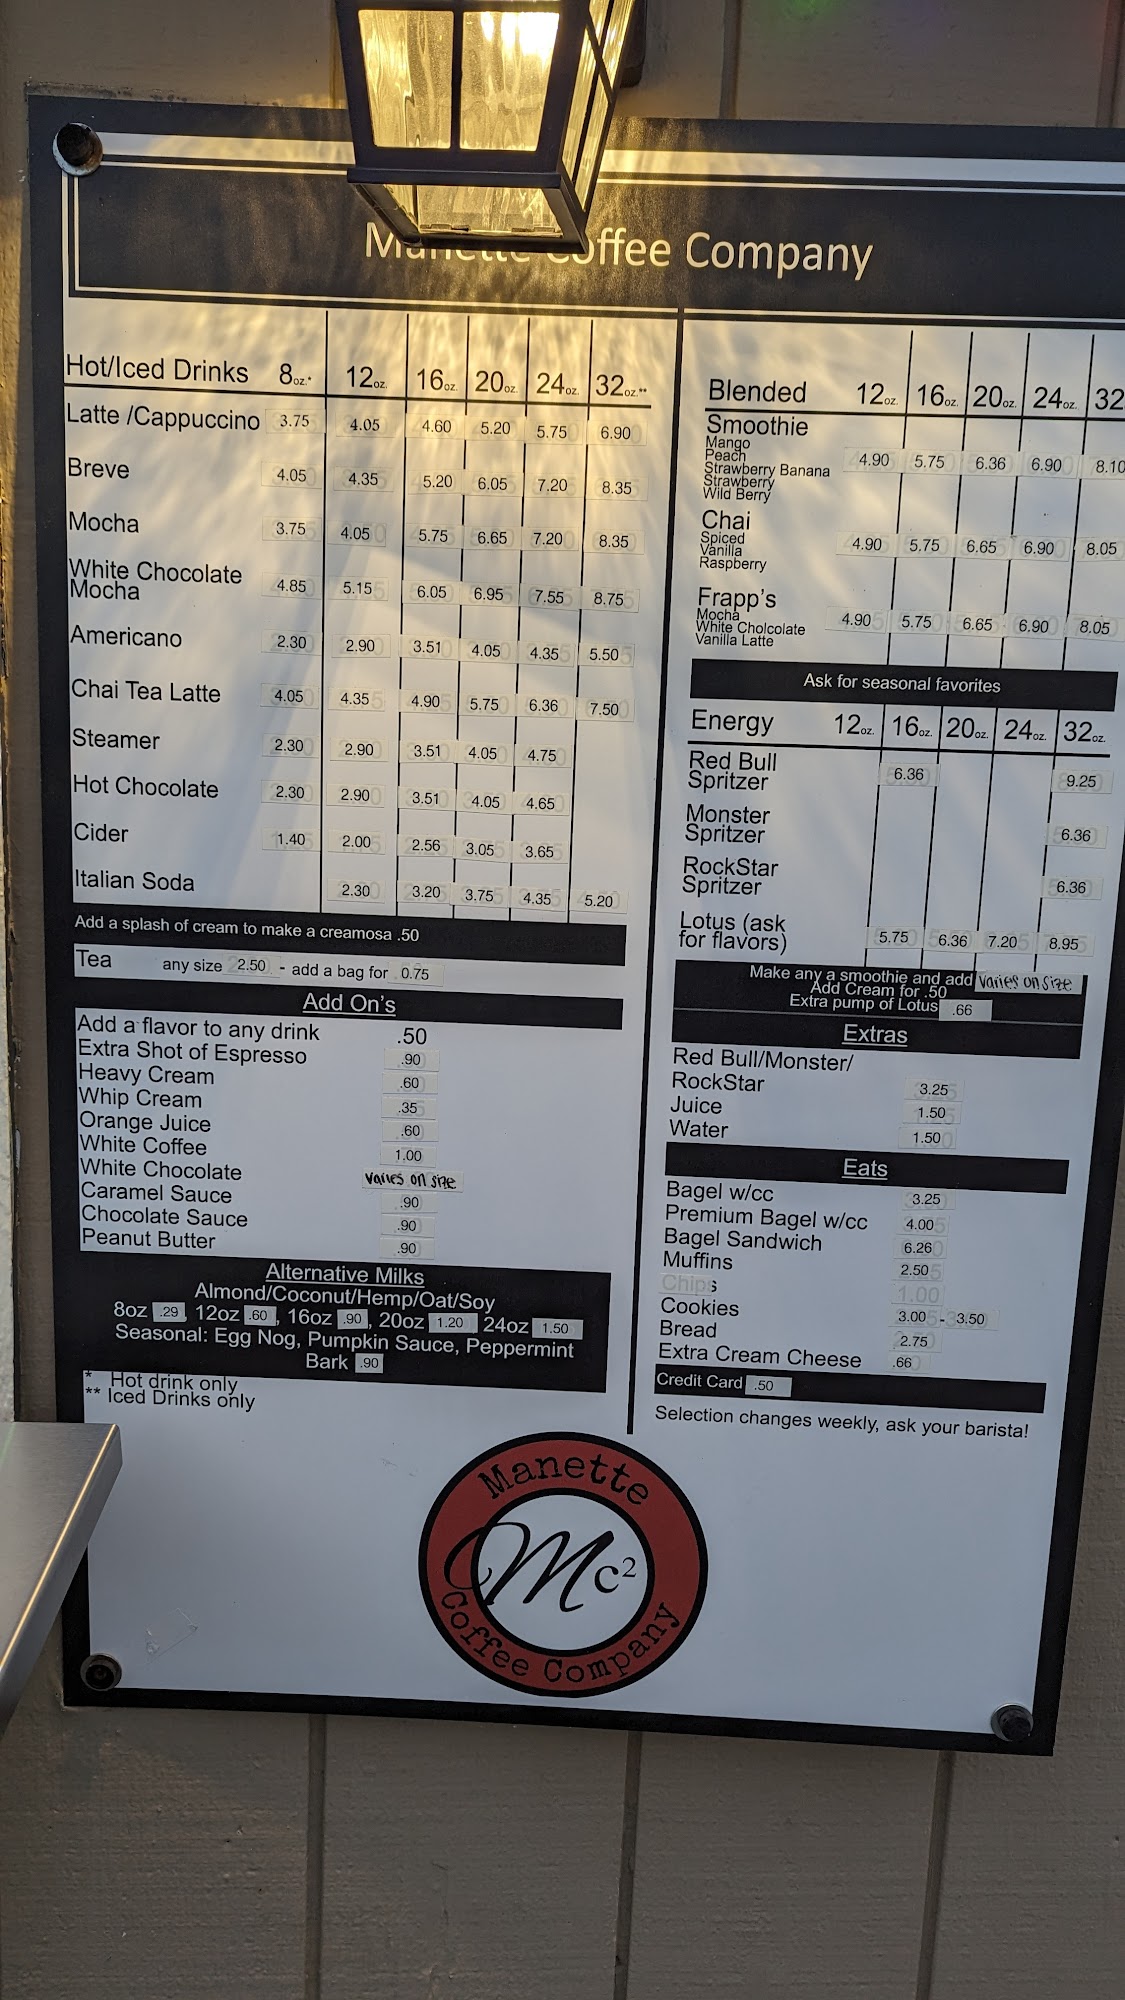 Manette Coffee Company
Hot/Iced Drinks 8oz.* 12oz. 16oz. 20oz. 24oz. 32oz.**
Latte /Cappuccino 3.75 4.05 4.60 5.20 5.75 6.90
Breve 4.05 4.35 5.20 6.05 7.20 8.35
Mocha 3.75 4.05 5.75 6.65 7.20 8.35
White Chocolate
Mocha 4.85 5.15 6.05 6.95 7.55 8.75
Americano 2.30 2.90 3.51 4.05 4.35 5.50
Chai Tea Latte 4.05 4.35 4.90 5.75 6.36 7.50
Steamer 2.30 2.90 3.51 4.05 4.75
Hot Chocolate 2.30 2.90 3.51 4.05 4.65
Cider 1.40 2.00 2.56 3.05 3.65
Italian Soda 2.30 3.20 3.75 4.35 5.20
Add a splash of cream to make a creamosa .50
Tea any size 2.50 - add a bag for 0.75
Add On's
Add a flavor to any drink .50
Extra Shot of Espresso .90
Heavy Cream .60
Whip Cream .35
Orange Juice .60
White Coffee 1.00
White Chocolate varies on size
Caramel Sauce .90
Chocolate Sauce .90
Peanut Butter .90
Alternative Milks
Almond/Coconut/Hemp/Oat/Soy
8oz .29, 12oz .60, 16oz .90, 20oz 1.20 24oz 1.50
Seasonal: Egg Nog, Pumpkin Sauce, Peppermint
Bark .90
* Hot drink only
** Iced Drinks only
Blended 12oz. 16oz. 20oz. 24oz. 32
Smoothie
Mango
Peach 4.90 5.75 6.36 6.90 8.10
Strawberry Banana
Strawberry
Wild Berry
Chai
Spiced 4.90 5.75 6.65 6.90 8.05
Vanilla
Raspberry
Frapp's
Mocha 4.90 5.75 6.65 6.90 8.05
White Cholcolate
Vanilla Latte
Ask for seasonal favorites
Energy 12oz. 16oz. 20oz. 24oz. 32oz.
Red Bull
Spritzer 6.36 9.25
Monster
Spritzer 6.36
RockStar
Spritzer 6.36
Lotus (ask
for flavors) 5.75 6.36 7.20 8.95
Make any a smoothie and add varies on size
Add Cream for .50
Extra pump of Lotus .66
Extras
Red Bull/Monster/
RockStar 3.25
Juice 1.50
Water 1.50
Eats
Bagel w/cc 3.25
Premium Bagel w/cc 4.00
Bagel Sandwich 6.26
Muffins 2.50
Chips 1.00
Cookies 3.00 - 3.50
Bread 2.75
Extra Cream Cheese .66
Credit Card .50
Selection changes weekly, ask your barista!
Manette
Mc²
Coffee Company